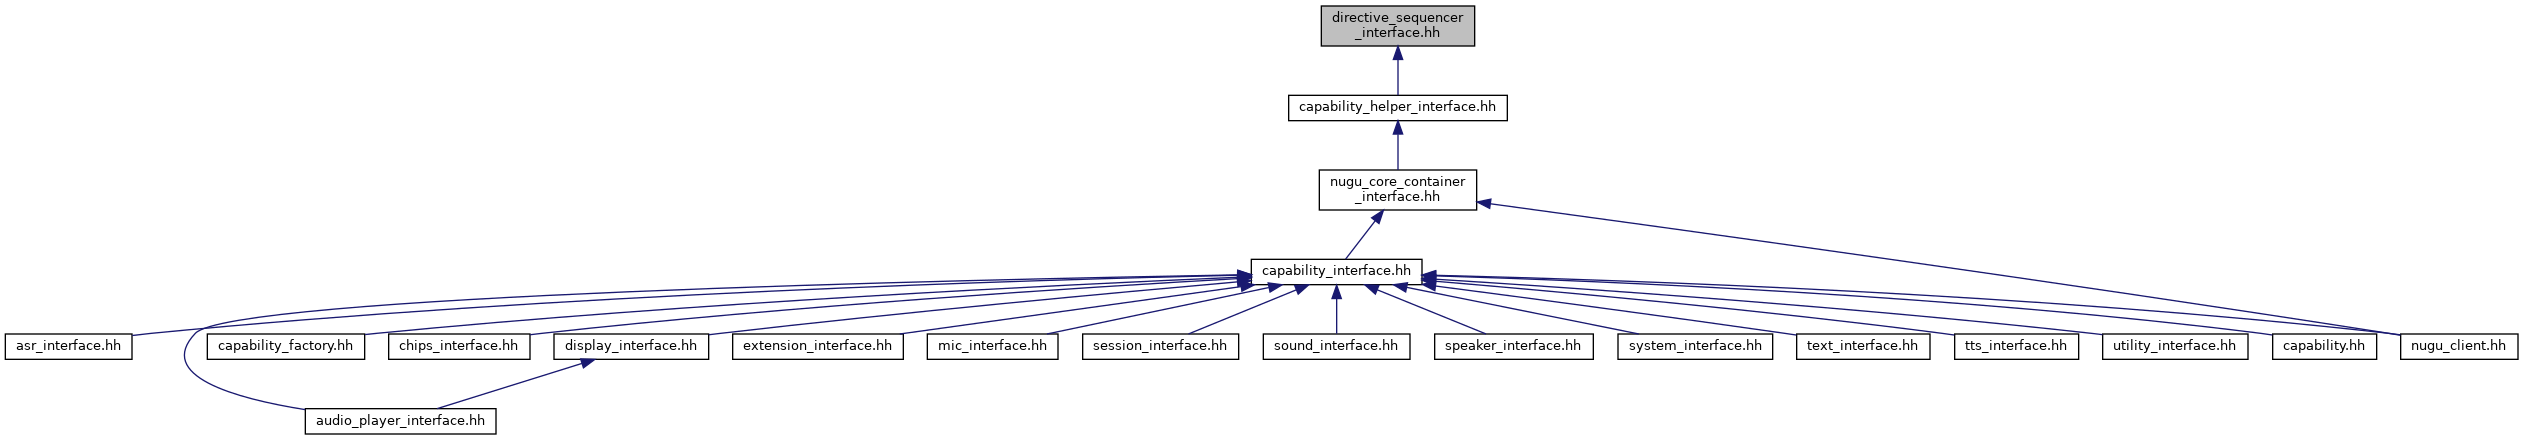 directive_sequencer
_interface.hh
capability_helper_interface.hh
nugu_core_container
_interface.hh
capability_interface.hh
asr_interface.hh
capability_factory.hh
chips_interface.hh
display_interface.hh
extension_interface.hh
mic_interface.hh
session_interface.hh
sound_interface.hh
speaker_interface.hh
system_interface.hh
text_interface.hh
tts_interface.hh
utility_interface.hh
capability.hh
nugu_client.hh
audio_player_interface.hh